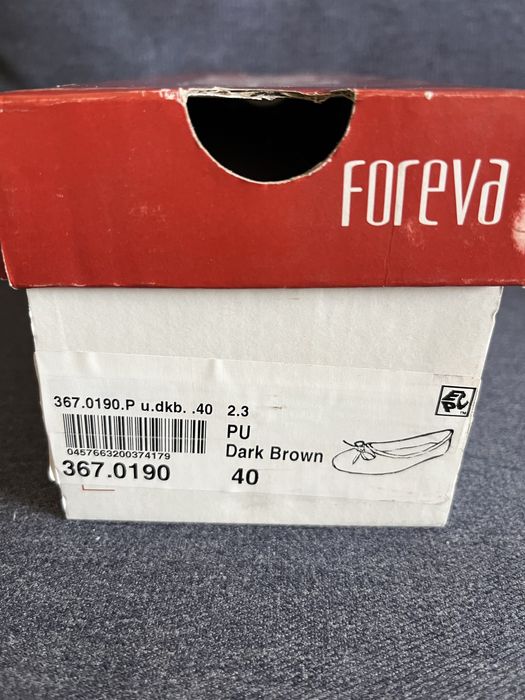 Foreva
367.0190.P u.dkb. .40 2.3
PU
0457663200374179
Dark Brown
367.0190
40